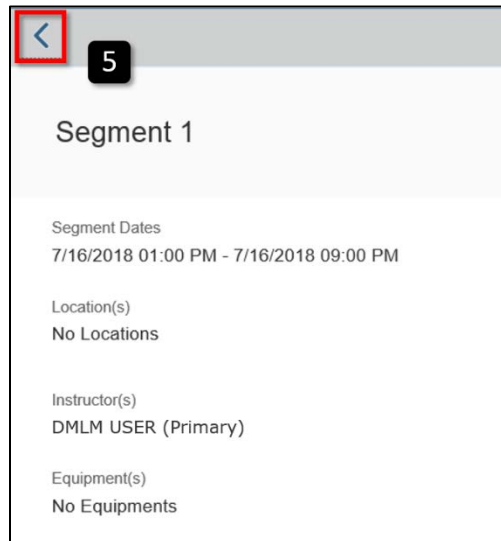 5
Segment 1
Segment Dates
7/16/2018 01:00 PM - 7/16/2018 09:00 PM
Location(s)
No Locations
Instructor(s)
DMLM USER (Primary)
Equipment(s)
No Equipments